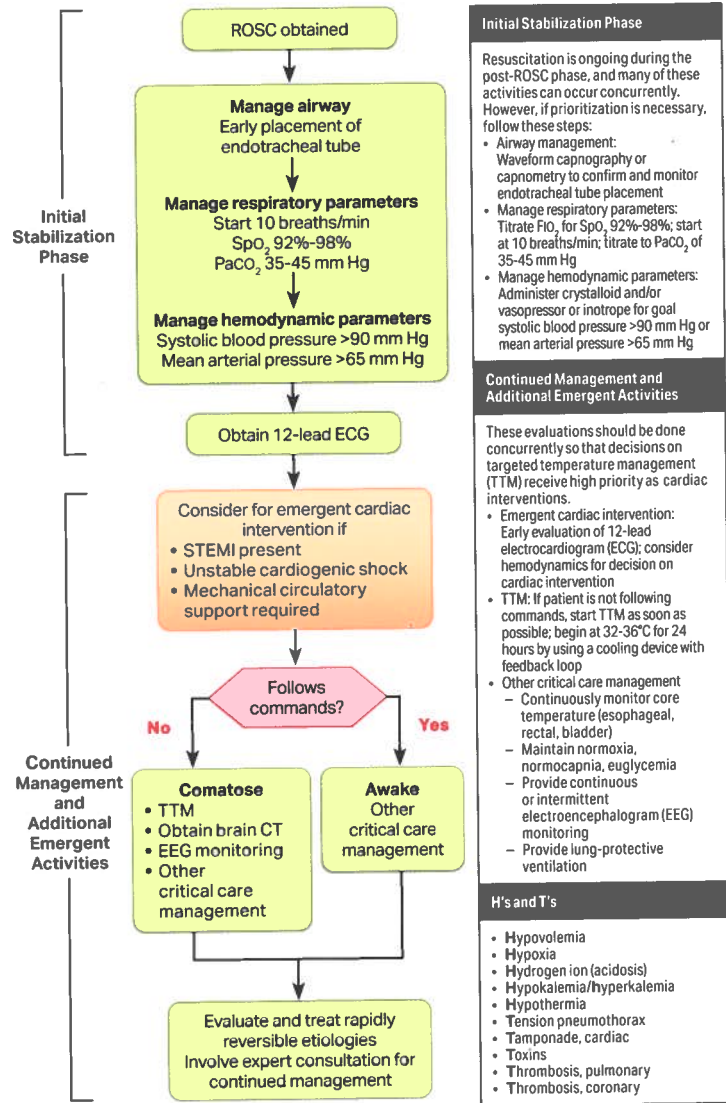 ROSC obtained
Manage airway
Early placement of
endotracheal tube
Manage respiratory parameters
Start 10 breaths/min
SpO₂ 92%-98%
PaCO₂ 35-45 mm Hg
Manage hemodynamic parameters
Systolic blood pressure >90 mm Hg
Mean arterial pressure >65 mm Hg
Obtain 12-lead ECG
Initial
Stabilization
Phase
Consider for emergent cardiac
intervention if
• STEMI present
• Unstable cardiogenic shock
• Mechanical circulatory
support required
Follows
commands?
No
Yes
Comatose
• TTM
• Obtain brain CT
• EEG monitoring
• Other
critical care
management
Awake
Other
critical care
management
Evaluate and treat rapidly
reversible etiologies
Involve expert consultation for
continued management
Continued
Management
and
Additional
Emergent
Activities
Initial Stabilization Phase
Resuscitation is ongoing during the
post-ROSC phase, and many of these
activities can occur concurrently.
However, if prioritization is necessary,
follow these steps:
• Airway management:
Waveform capnography or
capnometry to confirm and monitor
endotracheal tube placement
• Manage respiratory parameters:
Titrate FIO₂ for SpO₂ 92%-98%; start
at 10 breaths/min; titrate to PaCO₂ of
35-45 mm Hg
• Manage hemodynamic parameters:
Administer crystalloid and/or
vasopressor or inotrope for goal
systolic blood pressure >90 mm Hg or
mean arterial pressure >65 mm Hg
Continued Management and
Additional Emergent Activities
These evaluations should be done
concurrently so that decisions on
targeted temperature management
(TTM) receive high priority as cardiac
interventions.
• Emergent cardiac intervention:
Early evaluation of 12-lead
electrocardiogram (ECG); consider
hemodynamics for decision on
cardiac intervention
• TTM: If patient is not following
commands, start TTM as soon as
possible; begin at 32-36°C for 24
hours by using a cooling device with
feedback loop
• Other critical care management
– Continuously monitor core
temperature (esophageal,
rectal, bladder)
– Maintain normoxia,
normocapnia, euglycemia
– Provide continuous
or intermittent
electroencephalogram (EEG)
monitoring
– Provide lung-protective
ventilation
H's and T's
• Hypovolemia
• Hypoxia
• Hydrogen ion (acidosis)
• Hypokalemia/hyperkalemia
• Hypothermia
• Tension pneumothorax
• Tamponade, cardiac
• Toxins
• Thrombosis, pulmonary
• Thrombosis, coronary